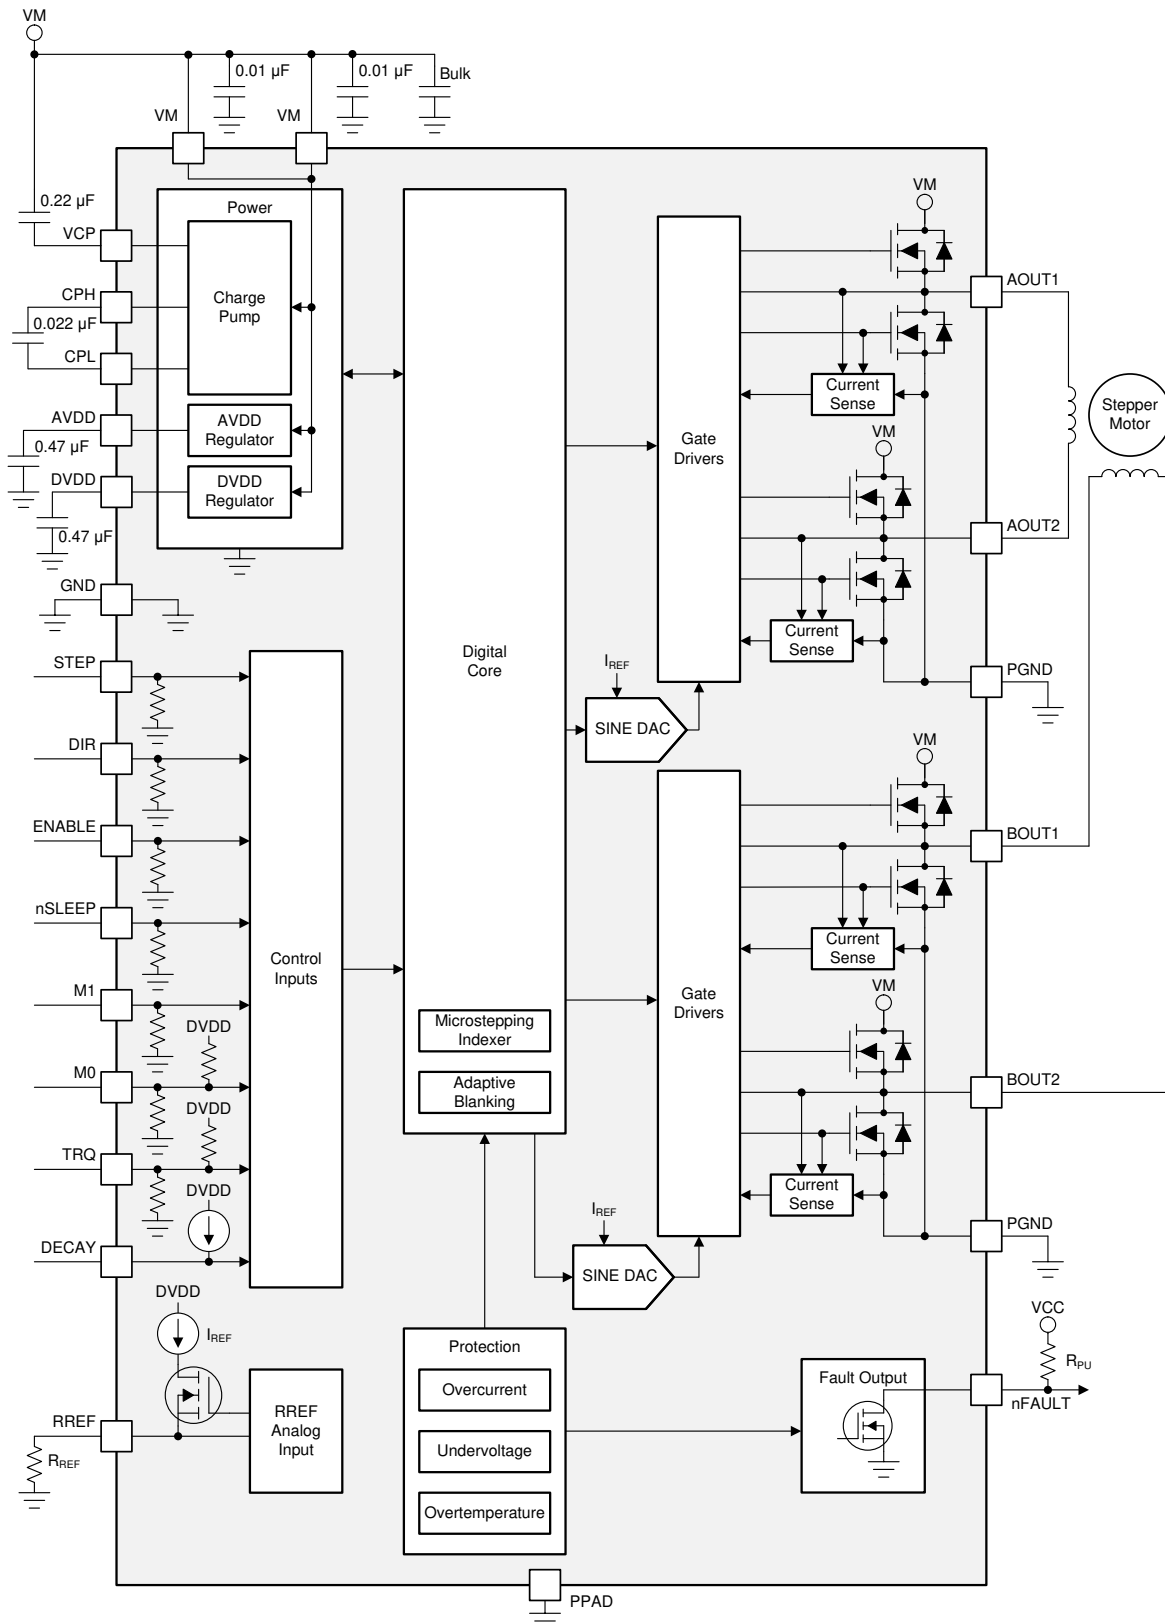 VM
0.01 µF
0.01 µF
Bulk
VM
VM
0.22 µF
VCP
CPH
0.022 µF
CPL
AVDD
0.47 µF
DVDD
0.47 µF
GND
Power
Charge
Pump
AVDD
Regulator
DVDD
Regulator
STEP
DIR
ENABLE
nSLEEP
M1
DVDD
M0
DVDD
TRQ
DVDD
DECAY
Control
Inputs
DVDD
IREF
RREF
RREF
RREF
Analog
Input
Digital
Core
Microstepping
Indexer
Adaptive
Blanking
IREF
SINE DAC
IREF
SINE DAC
Protection
Overcurrent
Undervoltage
Overtemperature
Gate
Drivers
VM
AOUT1
Current
Sense
VM
AOUT2
Current
Sense
PGND
Stepper
Motor
Gate
Drivers
VM
BOUT1
Current
Sense
VM
BOUT2
Current
Sense
PGND
VCC
RPU
Fault Output
nFAULT
PPAD